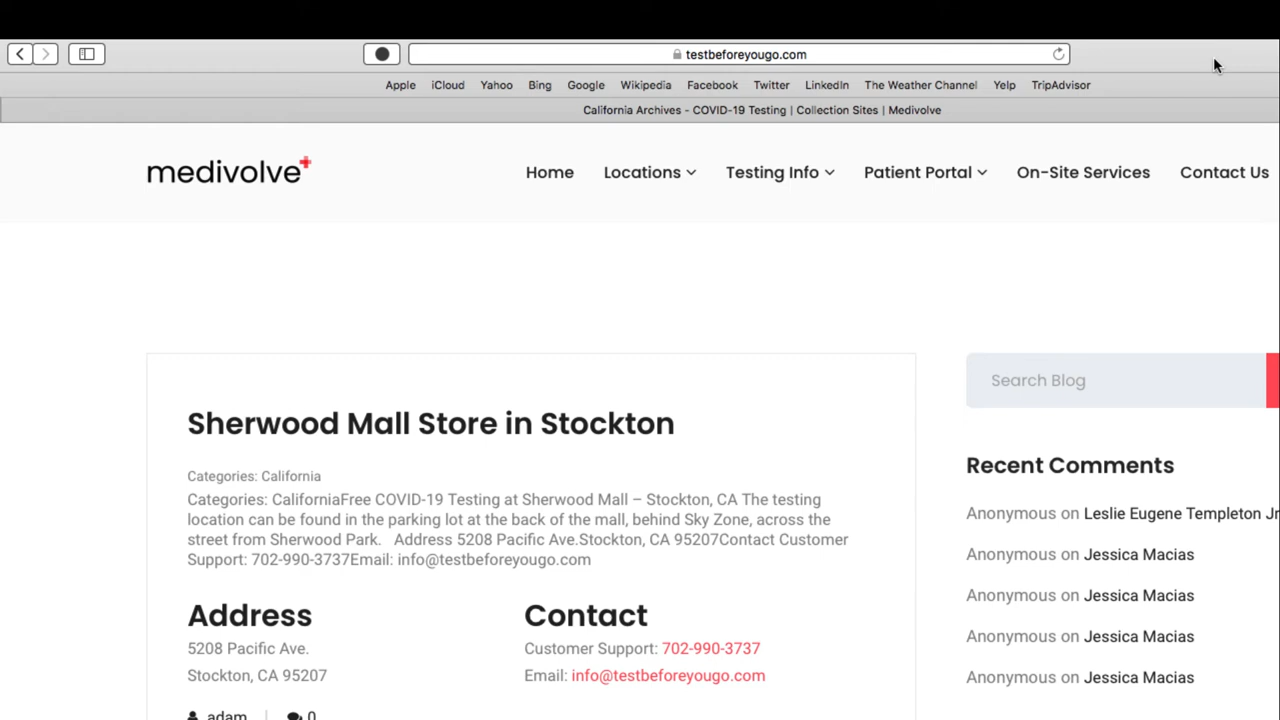 testbeforeyougo.com
Apple iCloud Yahoo Bing Google Wikipedia Facebook Twitter LinkedIn The Weather Channel Yelp TripAdvisor
California Archives - COVID-19 Testing | Collection Sites | Medivolve
medivolve
Home Locations Testing Info Patient Portal On-Site Services Contact Us
Search Blog
Sherwood Mall Store in Stockton
Categories: California
Categories: CaliforniaFree COVID-19 Testing at Sherwood Mall – Stockton, CA The testing
location can be found in the parking lot at the back of the mall, behind Sky Zone, across the
street from Sherwood Park. Address 5208 Pacific Ave.Stockton, CA 95207Contact Customer
Support: 702-990-3737Email: info@testbeforeyougo.com
Address
5208 Pacific Ave.
Stockton, CA 95207
Contact
Customer Support: 702-990-3737
Email: info@testbeforeyougo.com
adam | 0
Recent Comments
Anonymous on Leslie Eugene Templeton Jr
Anonymous on Jessica Macias
Anonymous on Jessica Macias
Anonymous on Jessica Macias
Anonymous on Jessica Macias